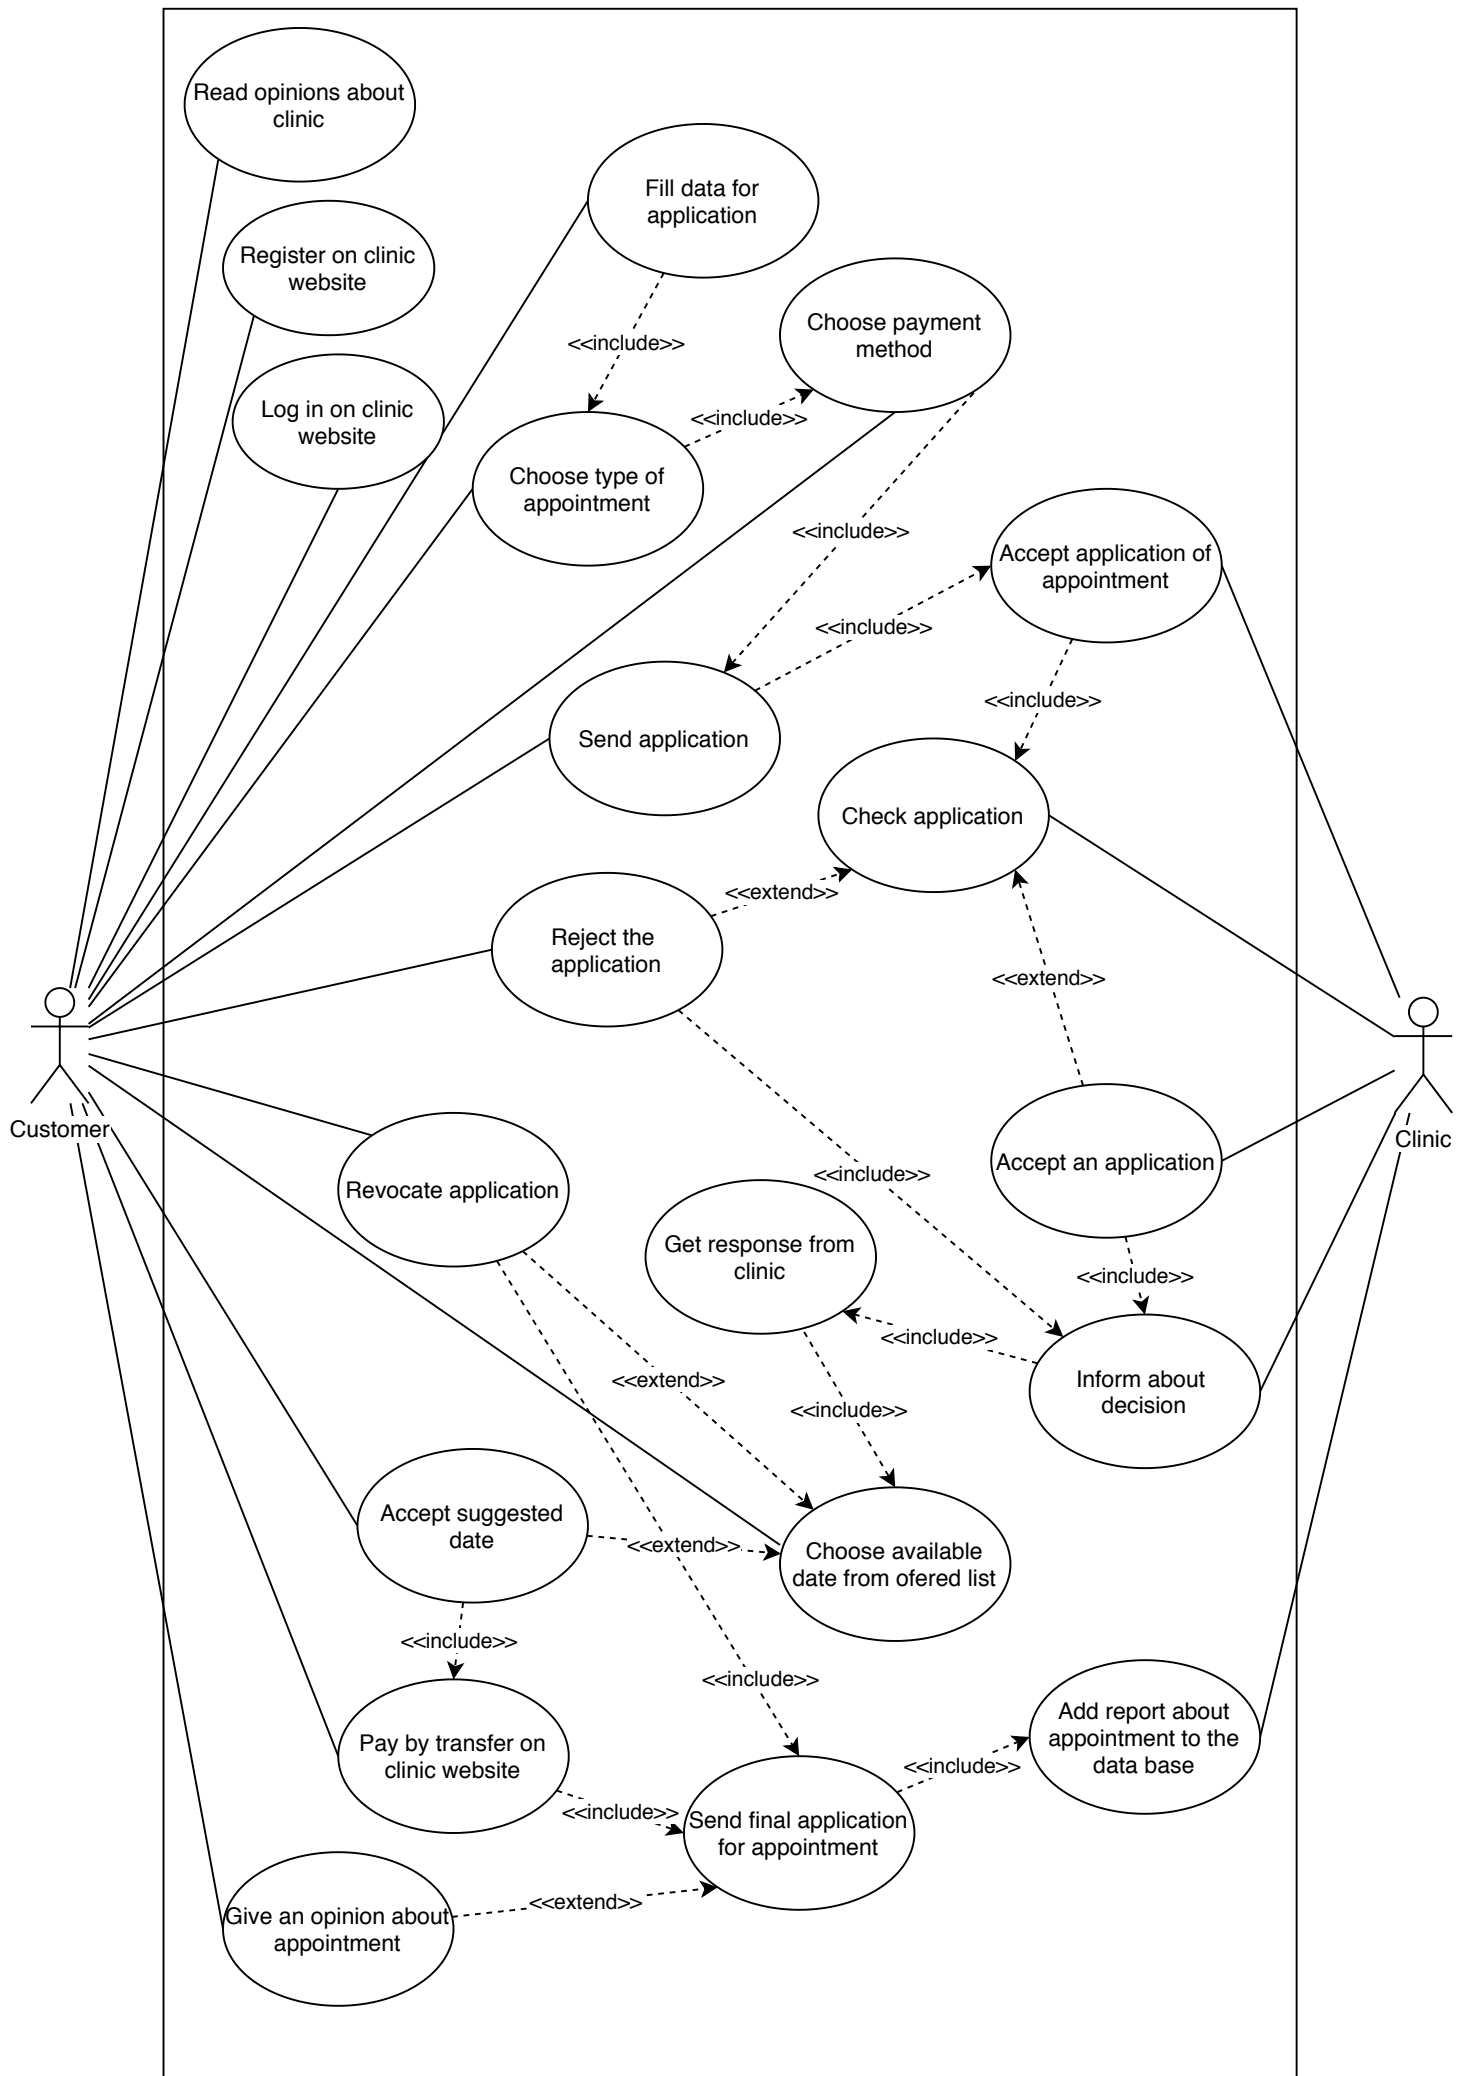 Read opinions about
clinic
Fill data for
application
Register on clinic
website
Choose payment
method
<<include>>
Log in on clinic
website
<<include>>
Choose type of
appointment
<<include>>
Accept application of
appointment
<<include>>
<<include>>
Send application
Check application
<<extend>>
Reject the
application
<<extend>>
Customer
Clinic
Accept an application
<<include>>
Revocate application
Get response from
clinic
<<include>>
<<include>>
Inform about
decision
<<extend>>
<<include>>
Accept suggested
date
<<extend>>
Choose available
date from ofered list
<<include>>
<<include>>
Add report about
appointment to the
data base
Pay by transfer on
clinic website
<<include>>
<<include>>
Send final application
for appointment
<<extend>>
Give an opinion about
appointment